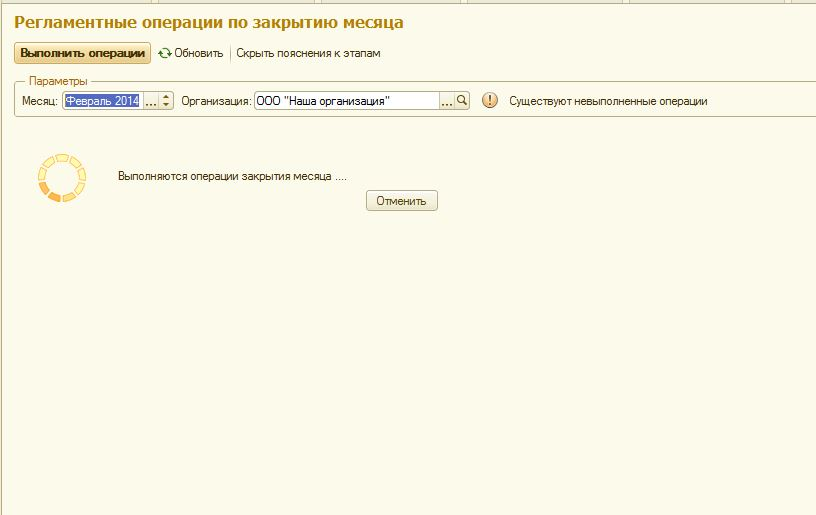 Регламентные операции по закрытию месяца
Выполнить операции Обновить Скрыть пояснения к этапам
Параметры
Месяц: Февраль 2014 ... Организация: ООО "Наша организация" ... Существуют невыполненные операции
Выполняются операции закрытия месяца ....
Отменить